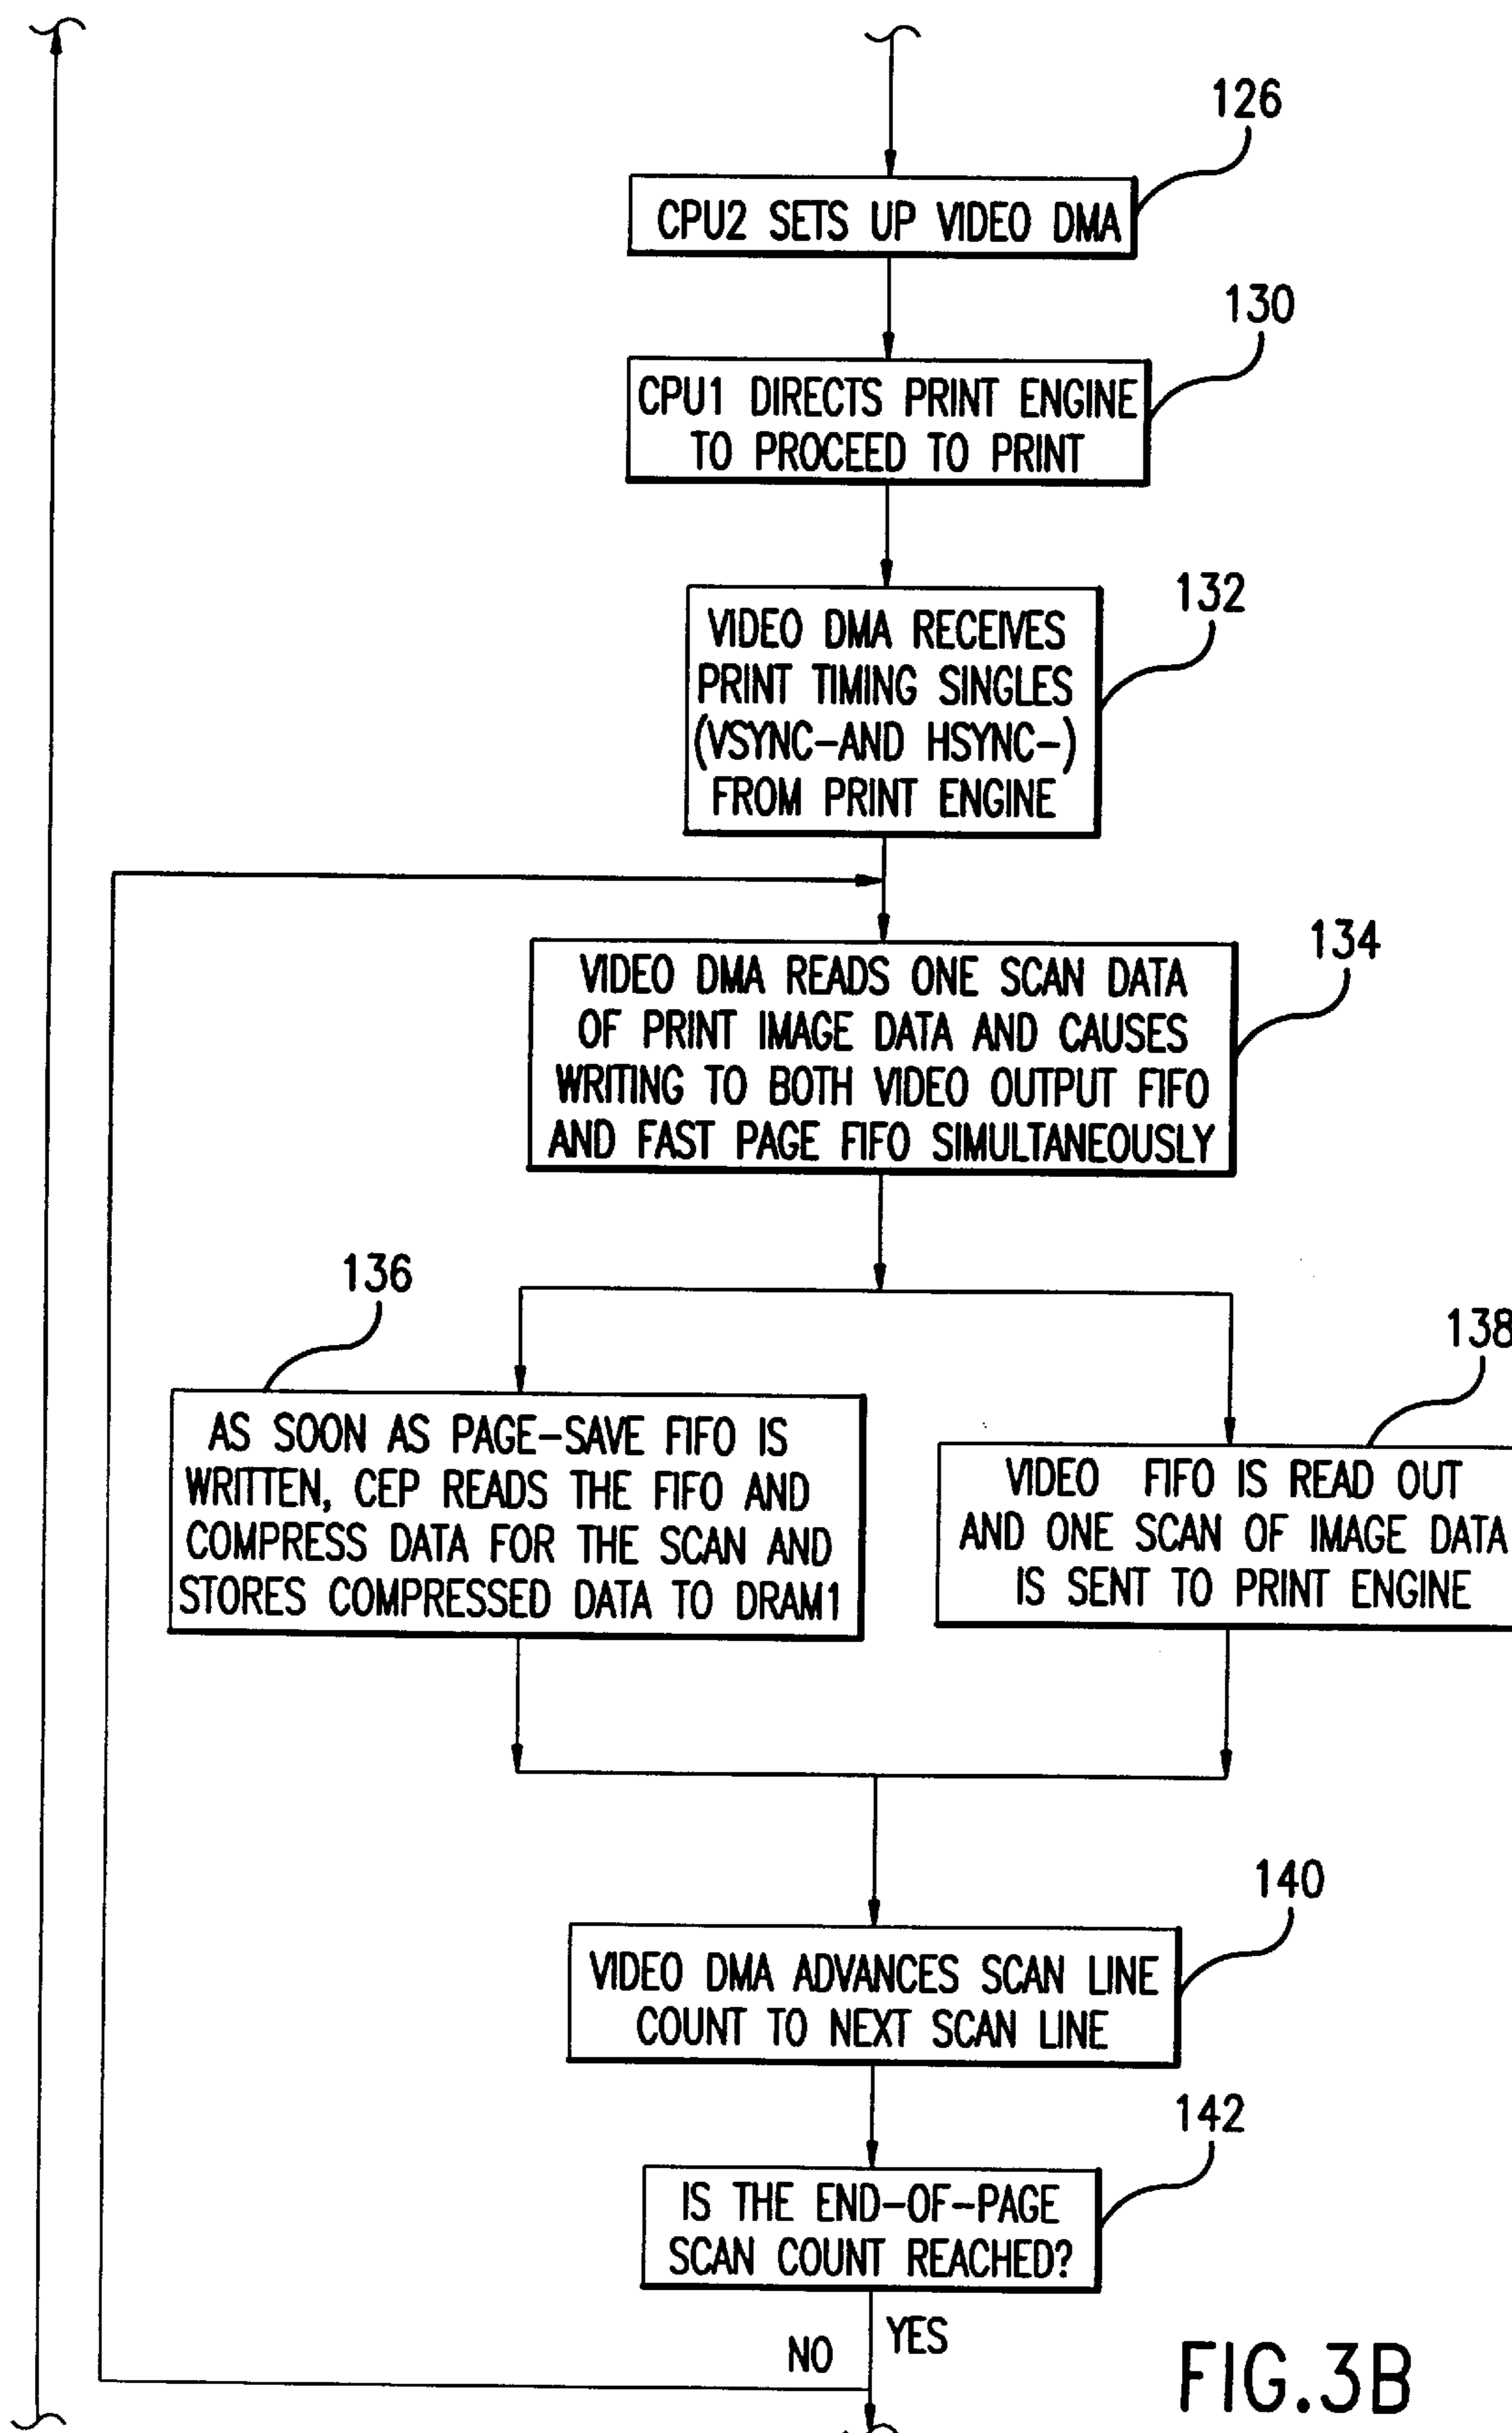 126
CPU2 SETS UP VIDEO DMA
130
CPU1 DIRECTS PRINT ENGINE
TO PROCEED TO PRINT
132
VIDEO DMA RECEIVES
PRINT TIMING SINGLES
(VSYNC-AND HSYNC-)
FROM PRINT ENGINE
134
VIDEO DMA READS ONE SCAN DATA
OF PRINT IMAGE DATA AND CAUSES
WRITING TO BOTH VIDEO OUTPUT FIFO
AND FAST PAGE FIFO SIMULTANEOUSLY
136
AS SOON AS PAGE-SAVE FIFO IS
WRITTEN, CEP READS THE FIFO AND
COMPRESS DATA FOR THE SCAN AND
STORES COMPRESSED DATA TO DRAM1
138
VIDEO FIFO IS READ OUT
AND ONE SCAN OF IMAGE DATA
IS SENT TO PRINT ENGINE
140
VIDEO DMA ADVANCES SCAN LINE
COUNT TO NEXT SCAN LINE
142
IS THE END-OF-PAGE
SCAN COUNT REACHED?
NO
YES
FIG.3B